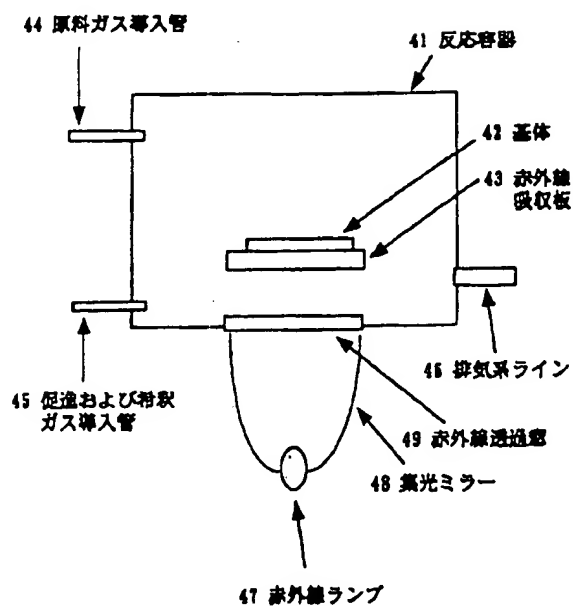 44 原料ガス導入管
41 反応容器
42 基体
43 赤外線
吸収板
46 排気系ライン
45 促進および希釈
ガス導入管
49 赤外線透過窓
48 集光ミラー
47 赤外線ランプ